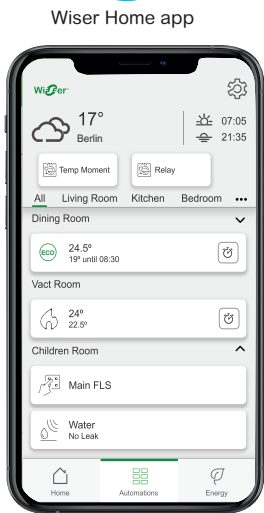 Wiser Home app
Wiser
17°
Berlin
07:05
21:35
Temp Moment
Relay
All Living Room Kitchen Bedroom •••
Dining Room
ECO
24.5º
19º until 08:30
Vact Room
24º
22.5º
Children Room
Main FLS
Water
No Leak
Home Automations Energy